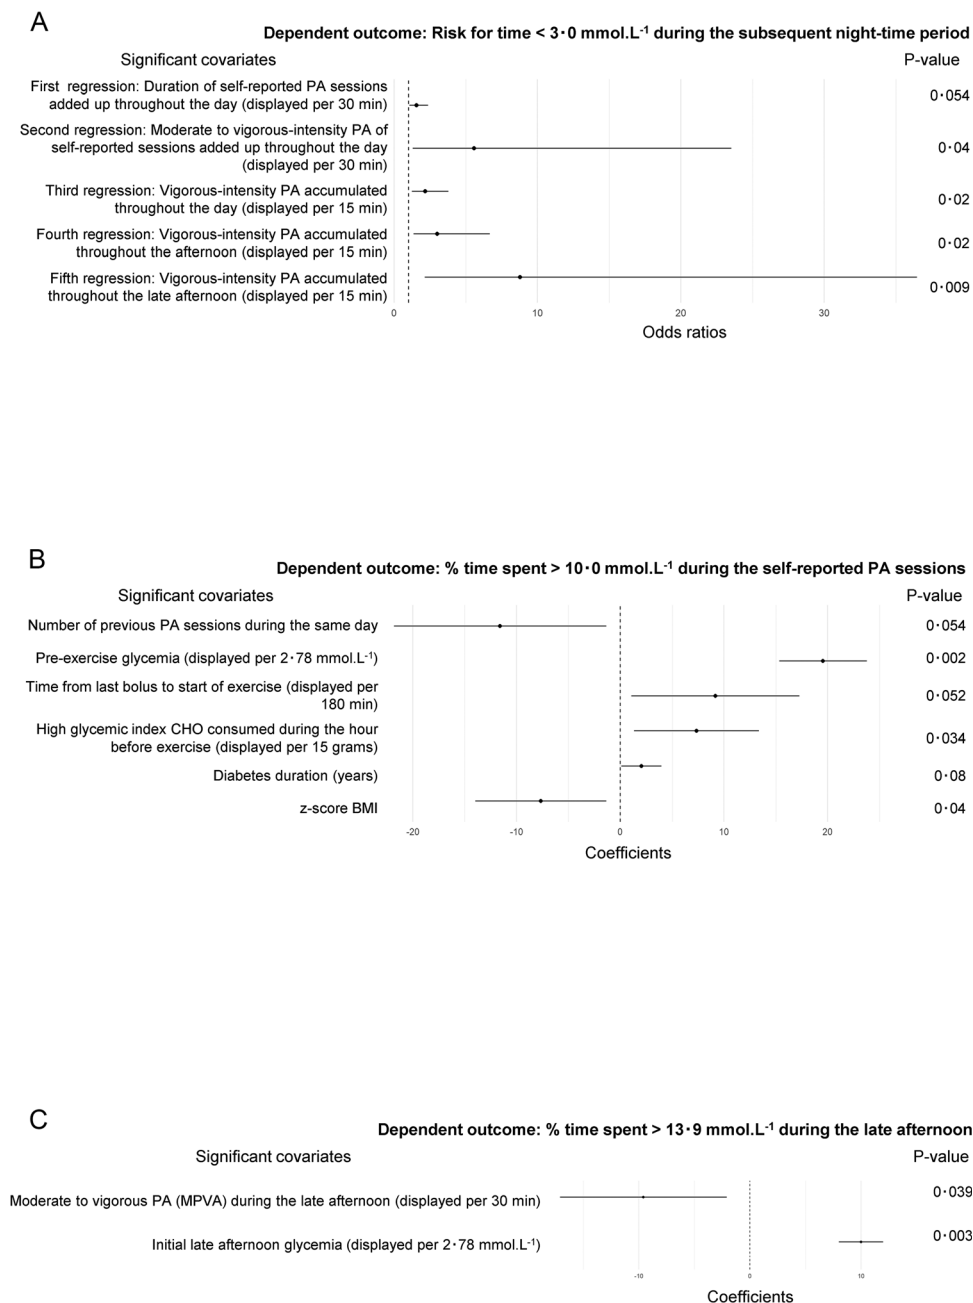 A
Dependent outcome: Risk for time < 3·0 mmol.L-1 during the subsequent night-time period
Significant covariates
P-value
First regression: Duration of self-reported PA sessions
added up throughout the day (displayed per 30 min)
0·054
Second regression: Moderate to vigorous-intensity PA of
self-reported sessions added up throughout the day
(displayed per 30 min)
0·04
Third regression: Vigorous-intensity PA accumulated
throughout the day (displayed per 15 min)
0·02
Fourth regression: Vigorous-intensity PA accumulated
throughout the afternoon (displayed per 15 min)
0·02
Fifth regression: Vigorous-intensity PA accumulated
throughout the late afternoon (displayed per 15 min)
0·009
0 10 20 30
Odds ratios
B
Dependent outcome: % time spent > 10·0 mmol.L-1 during the self-reported PA sessions
Significant covariates
P-value
Number of previous PA sessions during the same day
0·054
Pre-exercise glycemia (displayed per 2·78 mmol.L-1)
0·002
Time from last bolus to start of exercise (displayed per
180 min)
0·052
High glycemic index CHO consumed during the hour
before exercise (displayed per 15 grams)
0·034
Diabetes duration (years)
0·08
z-score BMI
0·04
-20 -10 0 10 20
Coefficients
C
Dependent outcome: % time spent > 13·9 mmol.L-1 during the late afternoon
Significant covariates
P-value
Moderate to vigorous PA (MPVA) during the late afternoon (displayed per 30 min)
0·039
Initial late afternoon glycemia (displayed per 2·78 mmol.L-1)
0·003
-10 0 10
Coefficients